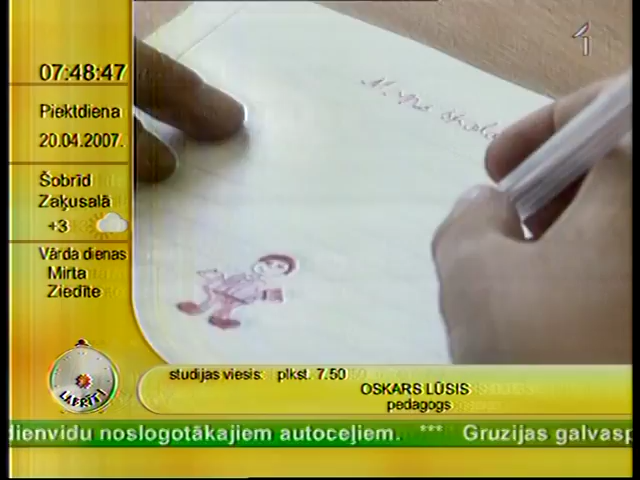 1
07:48:47
Piektdiena
20.04.2007.
Šobrīd
Zaķusalā
+3
Vārda dienas
Mirta
Ziedīte
LABRĪT!
studijas viesis: plkst. 7.50
OSKARS LŪSIS
pedagogs
dienvidu noslogotākajiem autoceļiem. *** Gruzijas galvasp